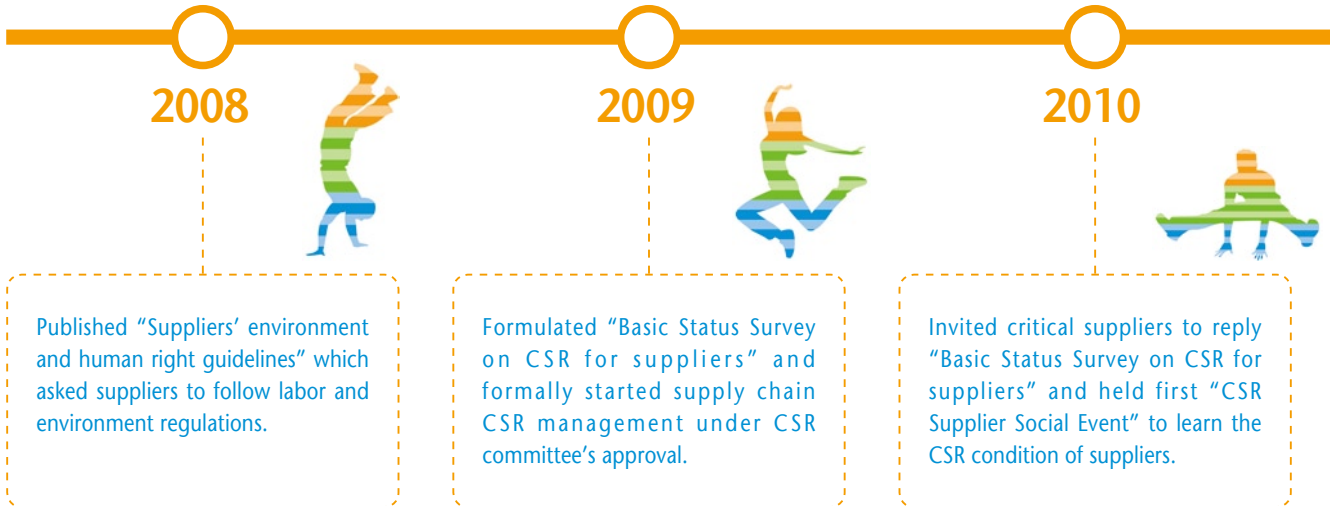 2008
Published “Suppliers’ environment
and human right guidelines” which
asked suppliers to follow labor and
environment regulations.
2009
Formulated “Basic Status Survey
on CSR for suppliers” and
formally started supply chain
CSR management under CSR
committee’s approval.
2010
Invited critical suppliers to reply
“Basic Status Survey on CSR for
suppliers” and held first “CSR
Supplier Social Event” to learn the
CSR condition of suppliers.